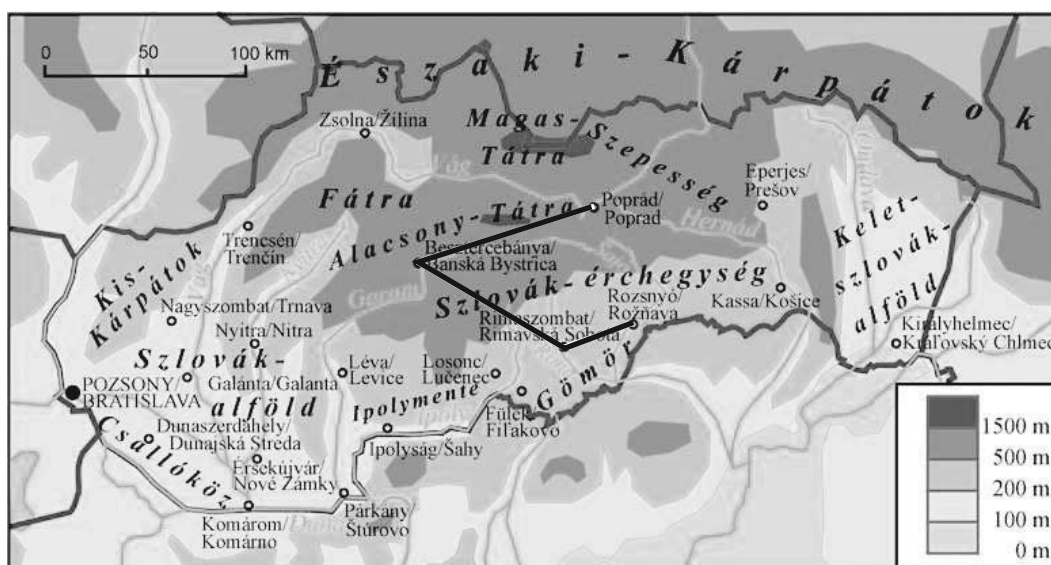 0 50 100 km
Északi-Kárpátok
Magas-
Tátra
Szepesség
Zsolna/Žilina
Vág
Eperjes/
Prešov
Poprád/
Poprad
Fátra
Alacsony-Tátra
Hernád
Trencsén/
Trenčín
Besztercebánya/
Banská Bystrica
Kelet-
szlovák-
alföld
Kis-
Kárpátok
Vág
Garam
Szlovák-érchegység
Rozsnyó/
Rožňava
Kassa/Košice
Nagyszombat/Trnava
Nyitra/Nitra
Rimaszombat/
Rimavská Sobota
Királyhelmec/
Kráľovský Chlmec
Szlovák-
alföld
Léva/
Levice
Losonc/
Lučenec
Gömör
POZSONY/
BRATISLAVA
Galánta/Galanta
Ipolymente
Ipoly
Fülek/
Fiľakovo
Csallóköz
Dunaszerdahely/
Dunajská Streda
Ipolyság/Šahy
Érsekújvár/
Nové Zámky
Párkány/
Štúrovo
Komárom/
Komárno
1500 m
500 m
200 m
100 m
0 m